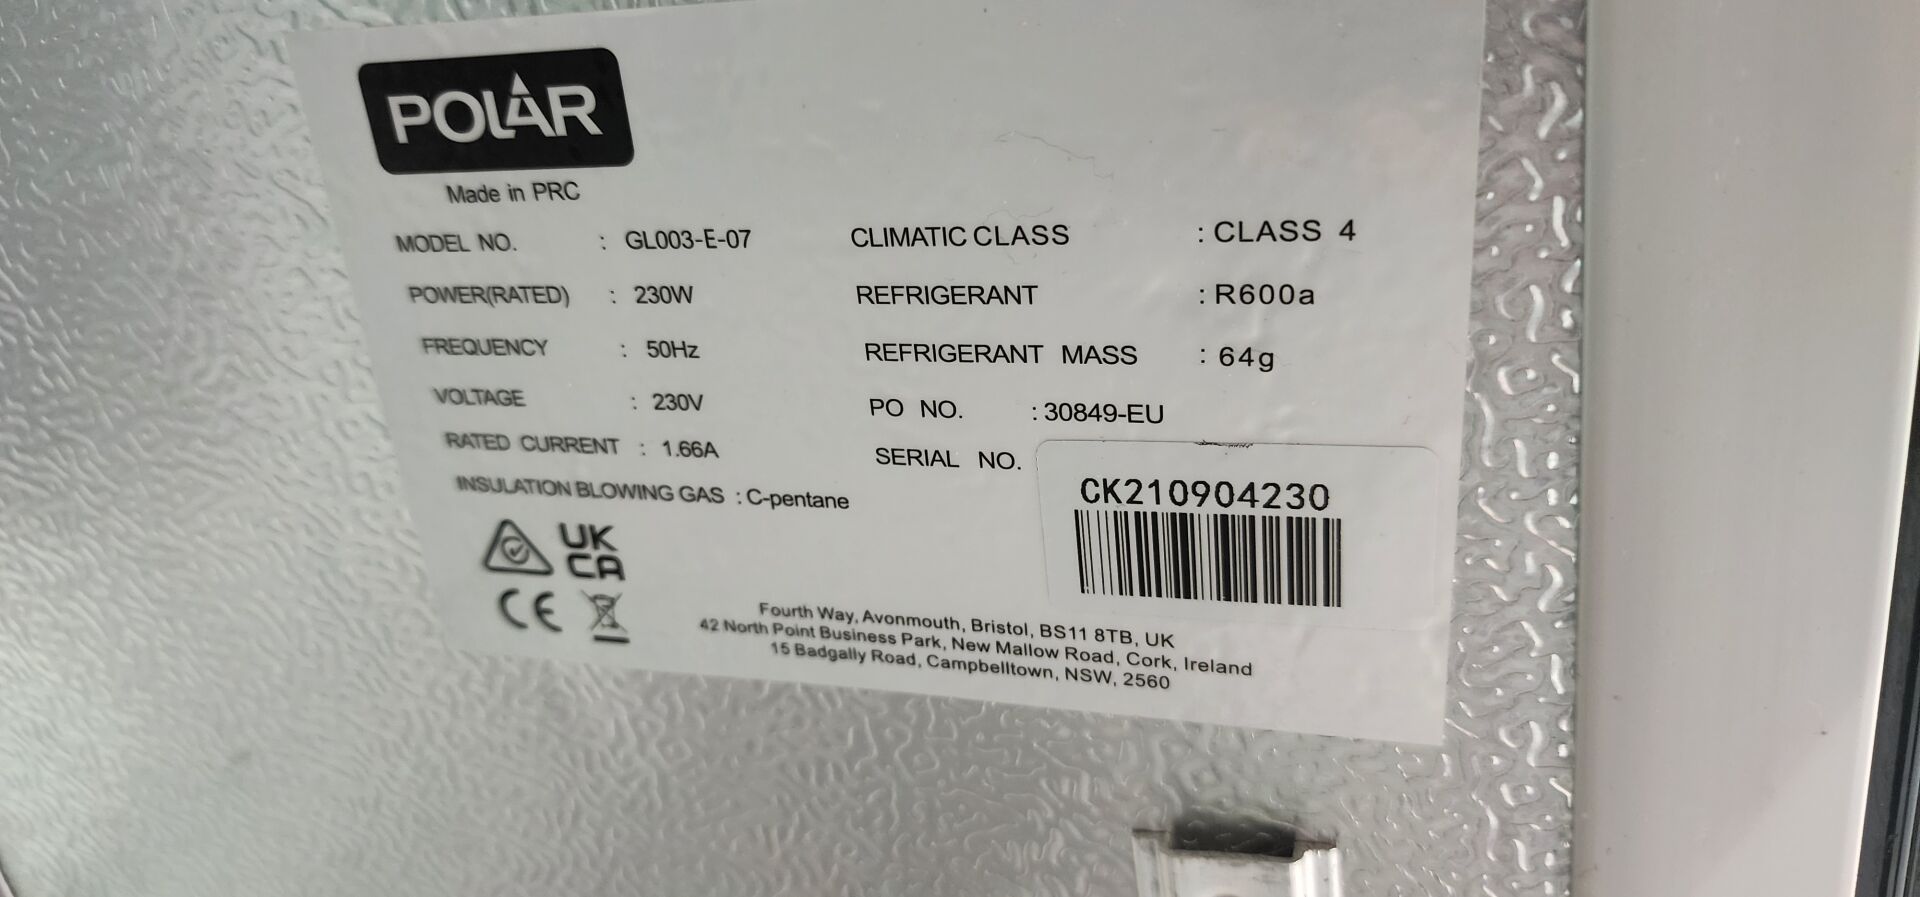 POLAR
Made in PRC
MODEL NO. : GL003-E-07
POWER(RATED) : 230W
FREQUENCY : 50Hz
VOLTAGE : 230V
RATED CURRENT : 1.66A
INSULATION BLOWING GAS : C-pentane
CLIMATIC CLASS : CLASS 4
REFRIGERANT : R600a
REFRIGERANT MASS : 64g
PO NO. : 30849-EU
SERIAL NO.
CK210904230
UK
CA
CE
Fourth Way, Avonmouth, Bristol, BS11 8TB, UK
42 North Point Business Park, New Mallow Road, Cork, Ireland
15 Badgally Road, Campbelltown, NSW, 2560